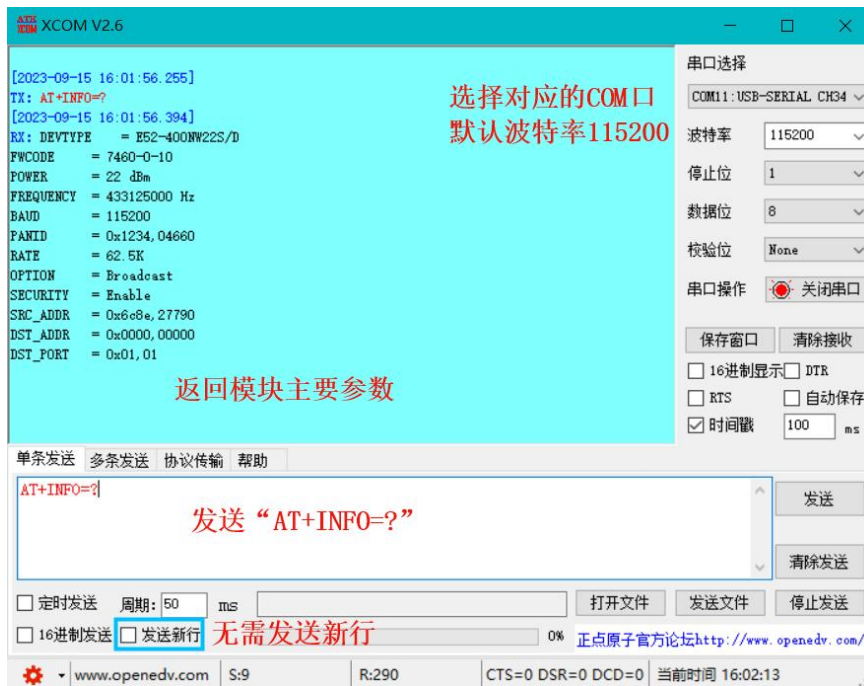 ATK XCOM XCOM V2.6
[2023-09-15 16:01:56.255]
TX: AT+INFO=?
[2023-09-15 16:01:56.394]
RX: DEVTYPE = E52-400NW22S/D
FWCODE = 7460-0-10
POWER = 22 dBm
FREQUENCY = 433125000 Hz
BAUD = 115200
PANID = 0x1234,04660
RATE = 62.5K
OPTION = Broadcast
SECURITY = Enable
SRC_ADDR = 0x6c8e,27790
DST_ADDR = 0x0000,00000
DST_PORT = 0x01,01
选择对应的COM口
默认波特率115200
返回模块主要参数
串口选择
COM11:USB-SERIAL CH34
波特率 115200
停止位 1
数据位 8
校验位 None
串口操作 关闭串口
保存窗口 清除接收
16进制显示 DTR
RTS 自动保存
时间戳 100 ms
单条发送 多条发送 协议传输 帮助
AT+INFO=?
发送“AT+INFO=?”
发送
清除发送
定时发送 周期: 50 ms 打开文件 发送文件 停止发送
16进制发送 发送新行 无需发送新行 0% 正点原子官方论坛http://www.openedv.com/
www.openedv.com S:9 R:290 CTS=0 DSR=0 DCD=0 当前时间 16:02:13